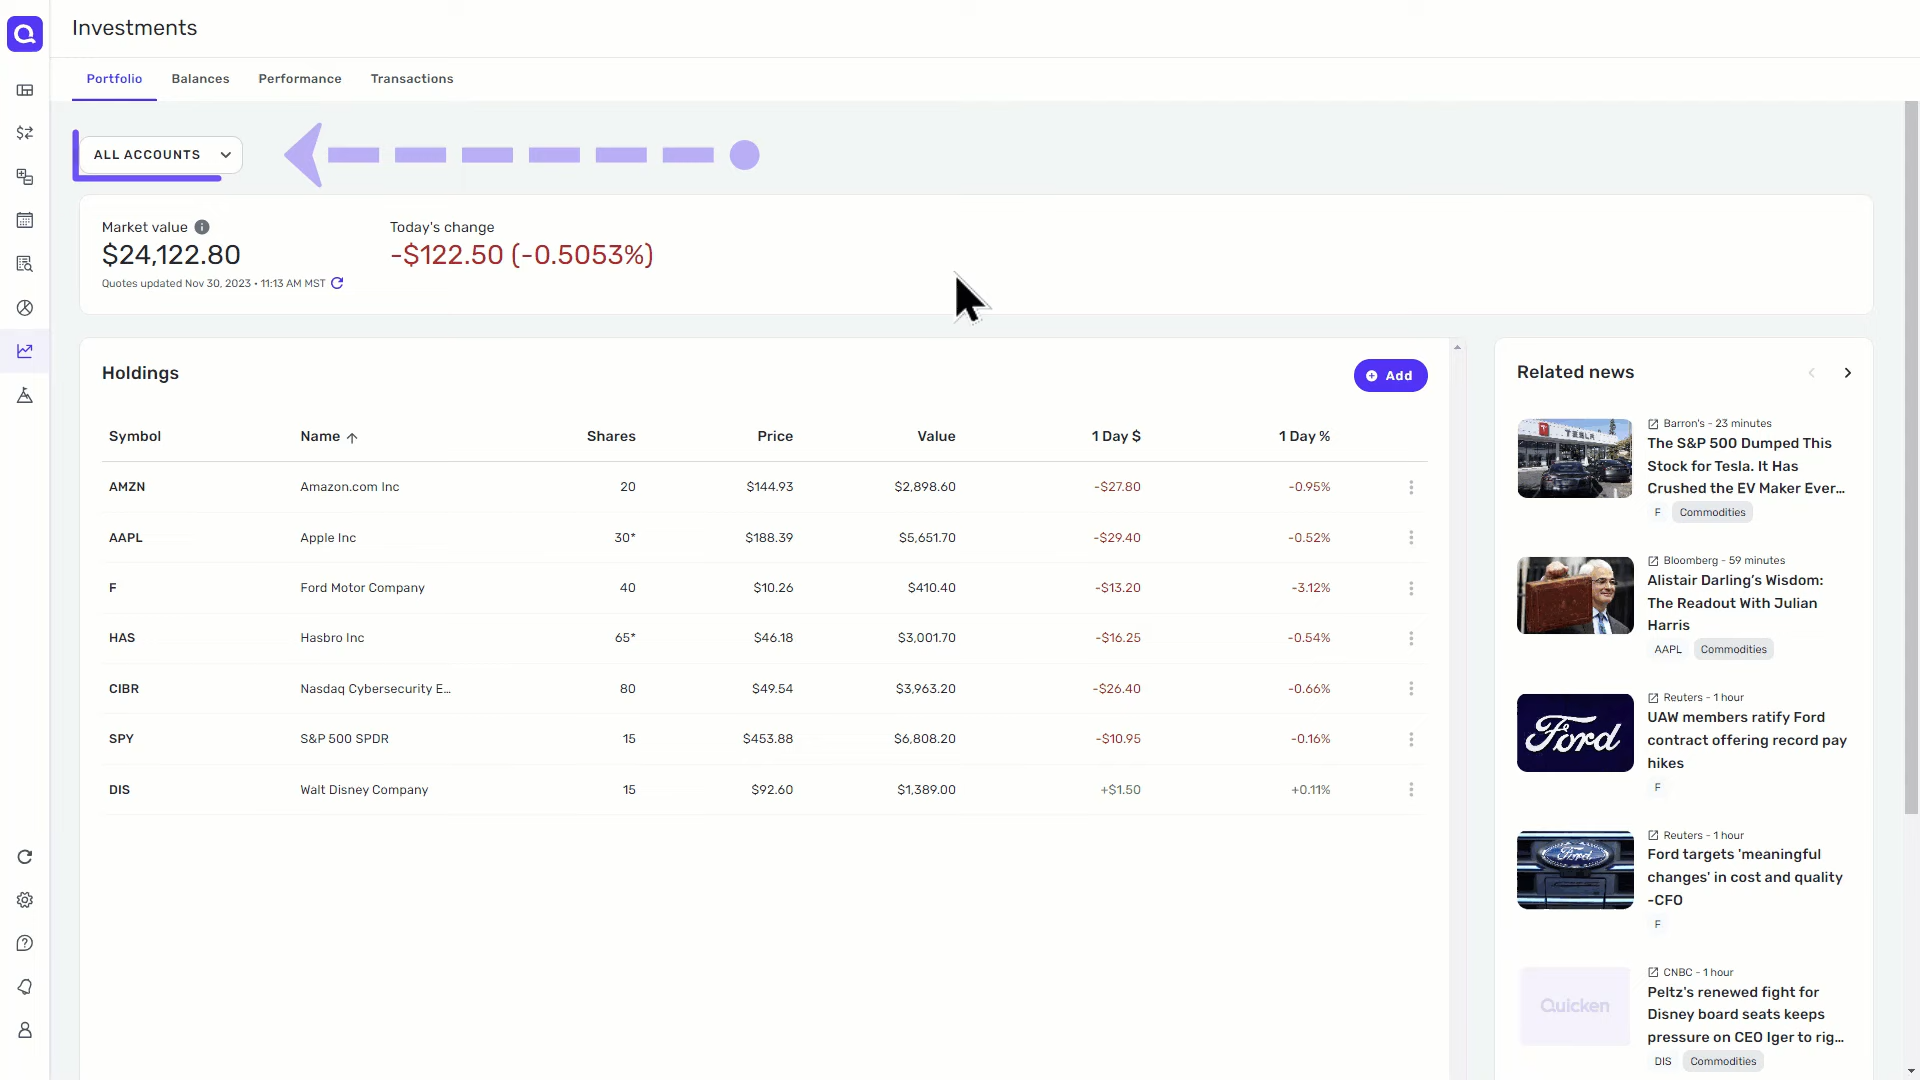 Investments
Portfolio Balances Performance Transactions
ALL ACCOUNTS
Market value
$24,122.80
Quotes updated Nov 30, 2023 • 11:13 AM MST
Today's change
-$122.50 (-0.5053%)
Holdings
Add
Symbol Name Shares Price Value 1 Day $ 1 Day %
AMZN Amazon.com Inc 20 $144.93 $2,898.60 -$27.80 -0.95%
AAPL Apple Inc 30* $188.39 $5,651.70 -$29.40 -0.52%
F Ford Motor Company 40 $10.26 $410.40 -$13.20 -3.12%
HAS Hasbro Inc 65* $46.18 $3,001.70 -$16.25 -0.54%
CIBR Nasdaq Cybersecurity E... 80 $49.54 $3,963.20 -$26.40 -0.66%
SPY S&P 500 SPDR 15 $453.88 $6,808.20 -$10.95 -0.16%
DIS Walt Disney Company 15 $92.60 $1,389.00 +$1.50 +0.11%
Related news
TESLA
Barron's - 23 minutes
The S&P 500 Dumped This
Stock for Tesla. It Has
Crushed the EV Maker Ever...
F Commodities
Bloomberg - 59 minutes
Alistair Darling’s Wisdom:
The Readout With Julian
Harris
AAPL Commodities
Ford
Reuters - 1 hour
UAW members ratify Ford
contract offering record pay
hikes
F
Ford
Reuters - 1 hour
Ford targets 'meaningful
changes' in cost and quality
-CFO
F
Quicken
CNBC - 1 hour
Peltz's renewed fight for
Disney board seats keeps
pressure on CEO Iger to rig...
DIS Commodities